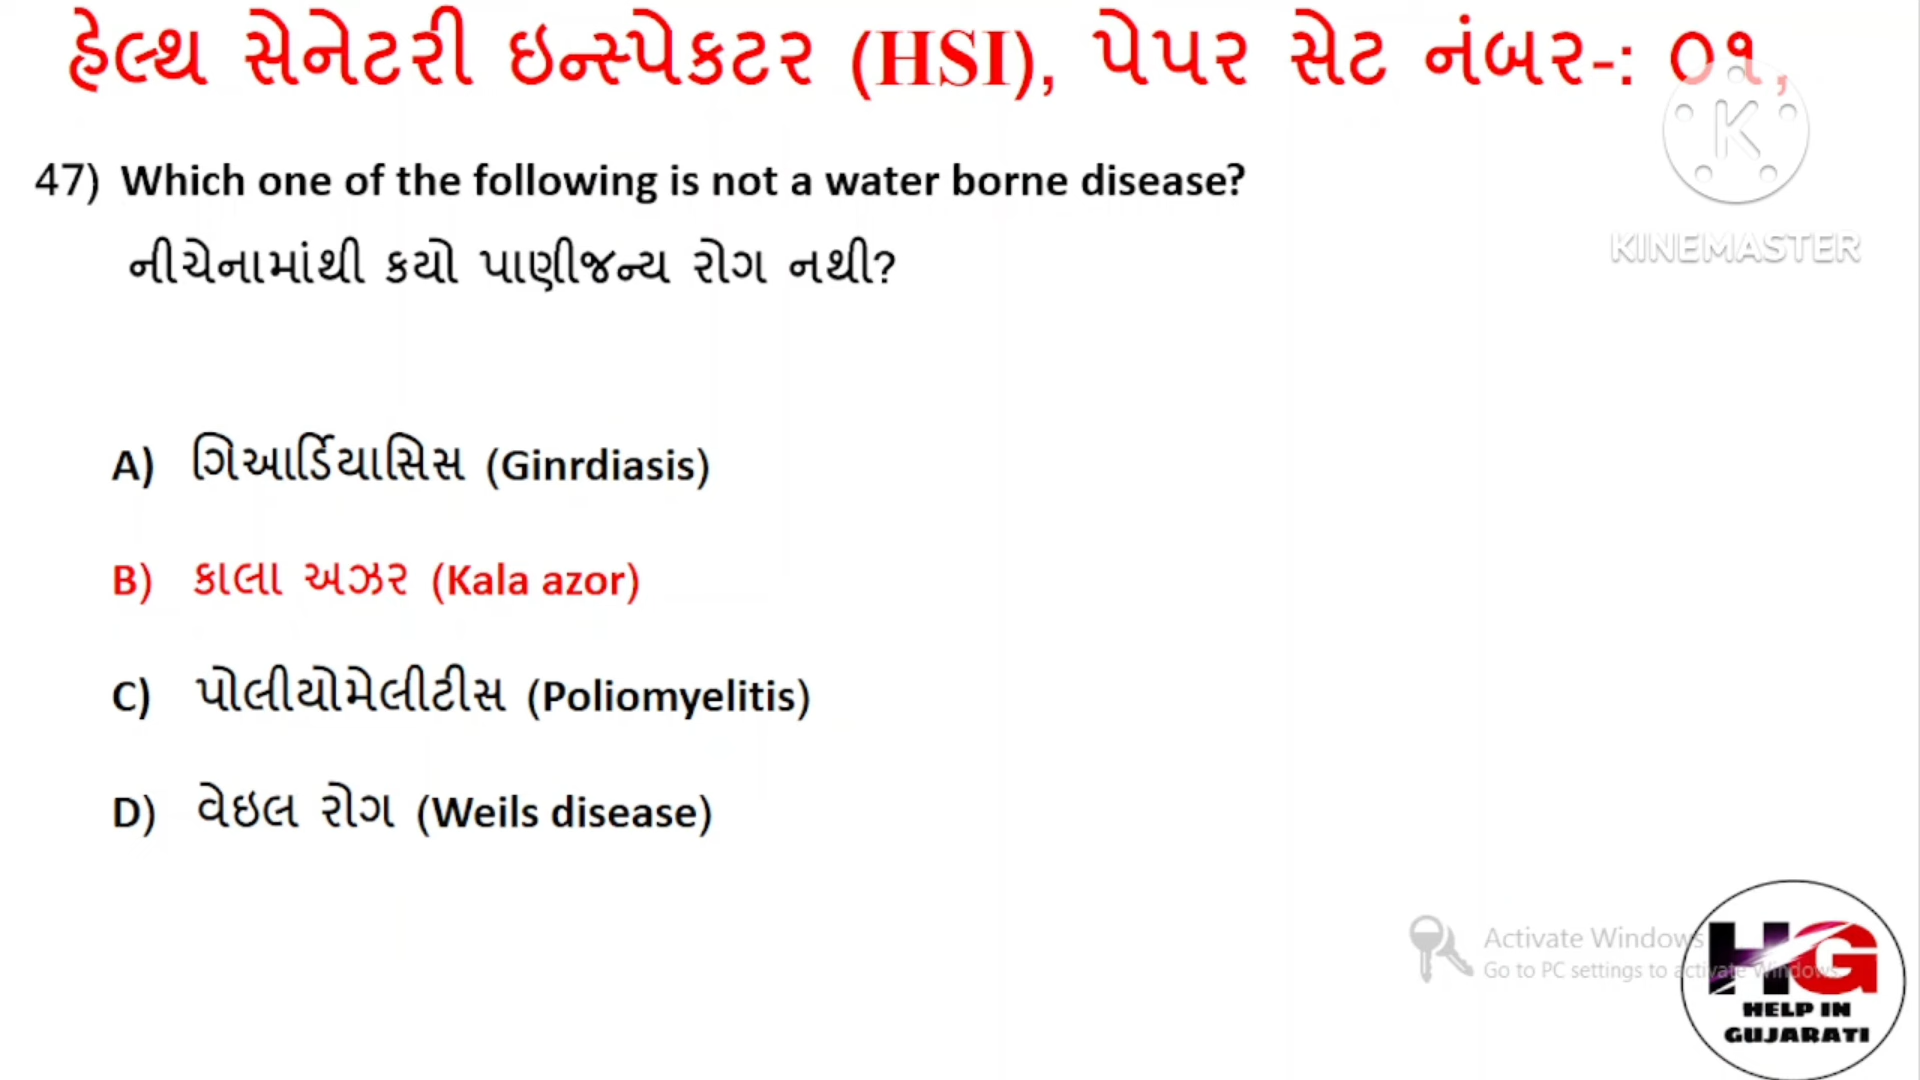 હેલ્થ સેનેટરી ઇન્સ્પેકટર (HSI), પેપર સેટ નંબર-: ૦૧,
47) Which one of the following is not a water borne disease?
નીચેનામાંથી કયો પાણીજન્ય રોગ નથી?
A) ગિઆર્ડિયાસિસ (Ginrdiasis)
B) કાલા અઝર (Kala azor)
C) પોલીયોમેલીટીસ (Poliomyelitis)
D) વેઇલ રોગ (Weils disease)
K
KINEMASTER
Activate Windows
Go to PC settings to activate Windows
HG
HELP IN
GUJARATI